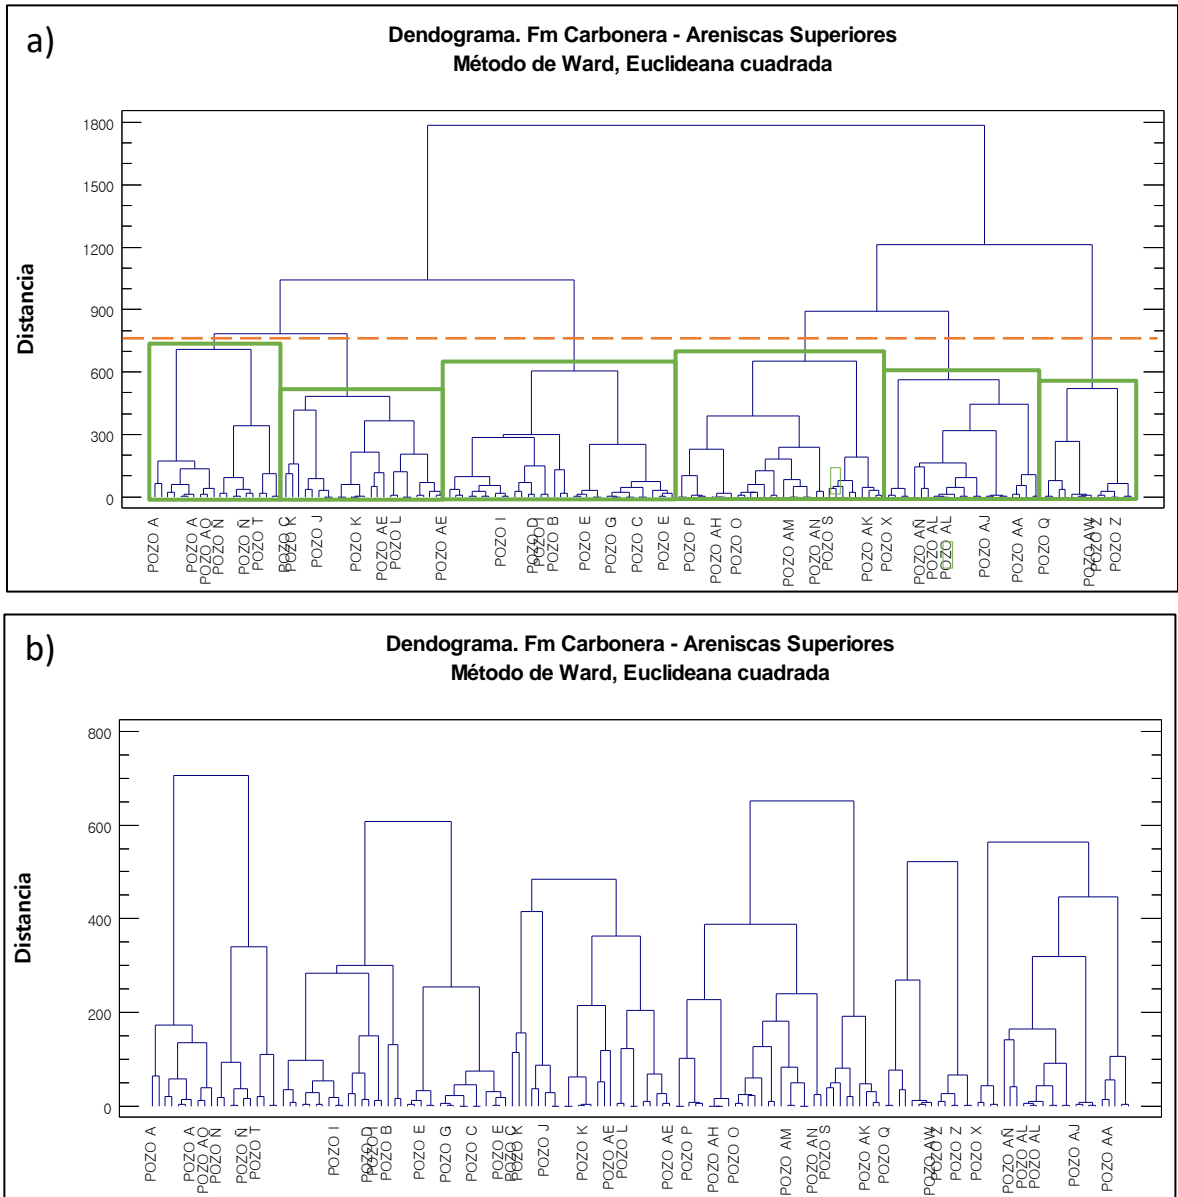 a)
Dendograma. Fm Carbonera - Areniscas Superiores
Método de Ward, Euclideana cuadrada
Distancia
1800
1500
1200
900
600
300
0
POZO A
POZO A
POZO AO
POZO Ñ
POZO Ñ
POZO T
POZO C
POZO K
POZO J
POZO K
POZO AE
POZO L
POZO AE
POZO I
POZO D
POZO I
POZO B
POZO E
POZO G
POZO C
POZO E
POZO P
POZO AH
POZO O
POZO AM
POZO AN
POZO S
POZO AK
POZO X
POZO AÑ
POZO AL
POZO AL
POZO AJ
POZO AA
POZO Q
POZO AW
POZO Z
POZO Z
b)
Dendograma. Fm Carbonera - Areniscas Superiores
Método de Ward, Euclideana cuadrada
Distancia
800
600
400
200
0
POZO A
POZO A
POZO AO
POZO Ñ
POZO Ñ
POZO T
POZO I
POZO D
POZO I
POZO B
POZO E
POZO G
POZO C
POZO E
POZO C
POZO K
POZO J
POZO K
POZO AE
POZO L
POZO AE
POZO P
POZO AH
POZO O
POZO AM
POZO AN
POZO S
POZO AK
POZO Q
POZO AW
POZO Z
POZO Z
POZO X
POZO AÑ
POZO AL
POZO AL
POZO AJ
POZO AA